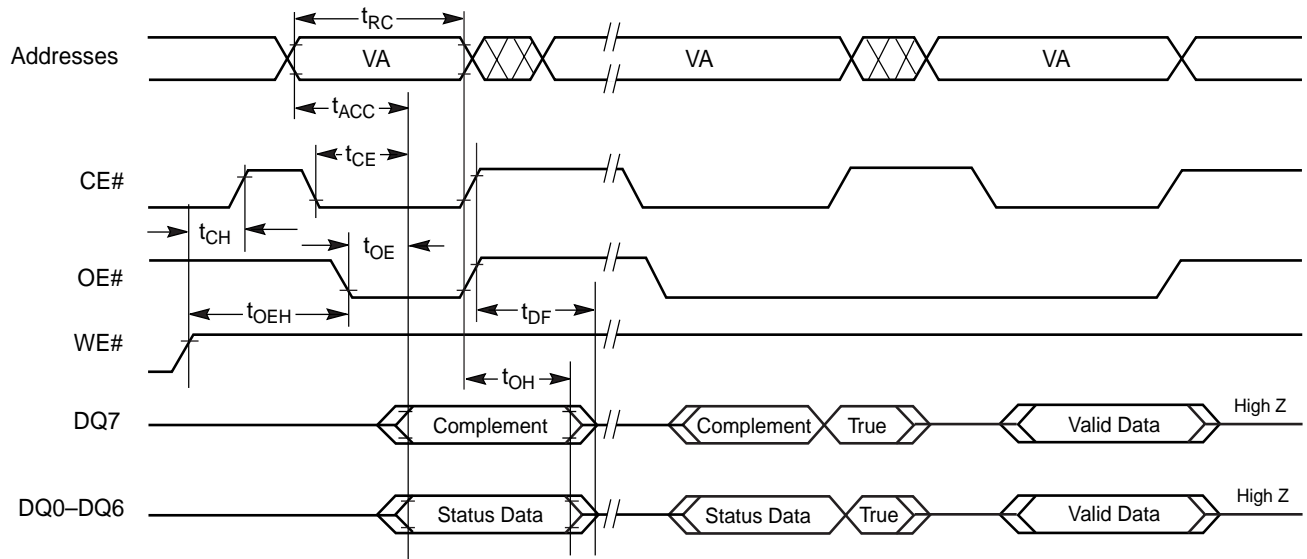 tRC
Addresses VA VA VA
tACC
tCE
CE#
tCH tOE
OE#
tOEH tDF
WE#
tOH
DQ7 Complement Complement True Valid Data High Z
DQ0–DQ6 Status Data Status Data True Valid Data High Z